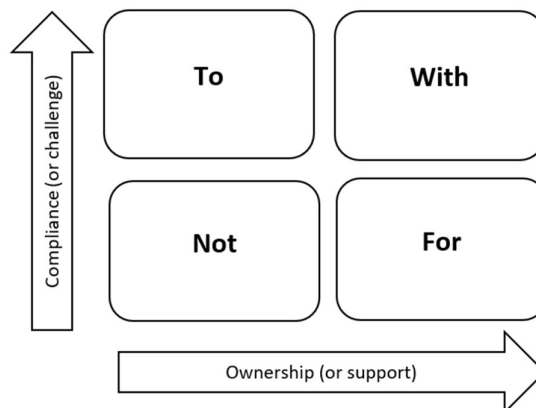 To
With
Compliance (or challenge)
Not
For
Ownership (or support)